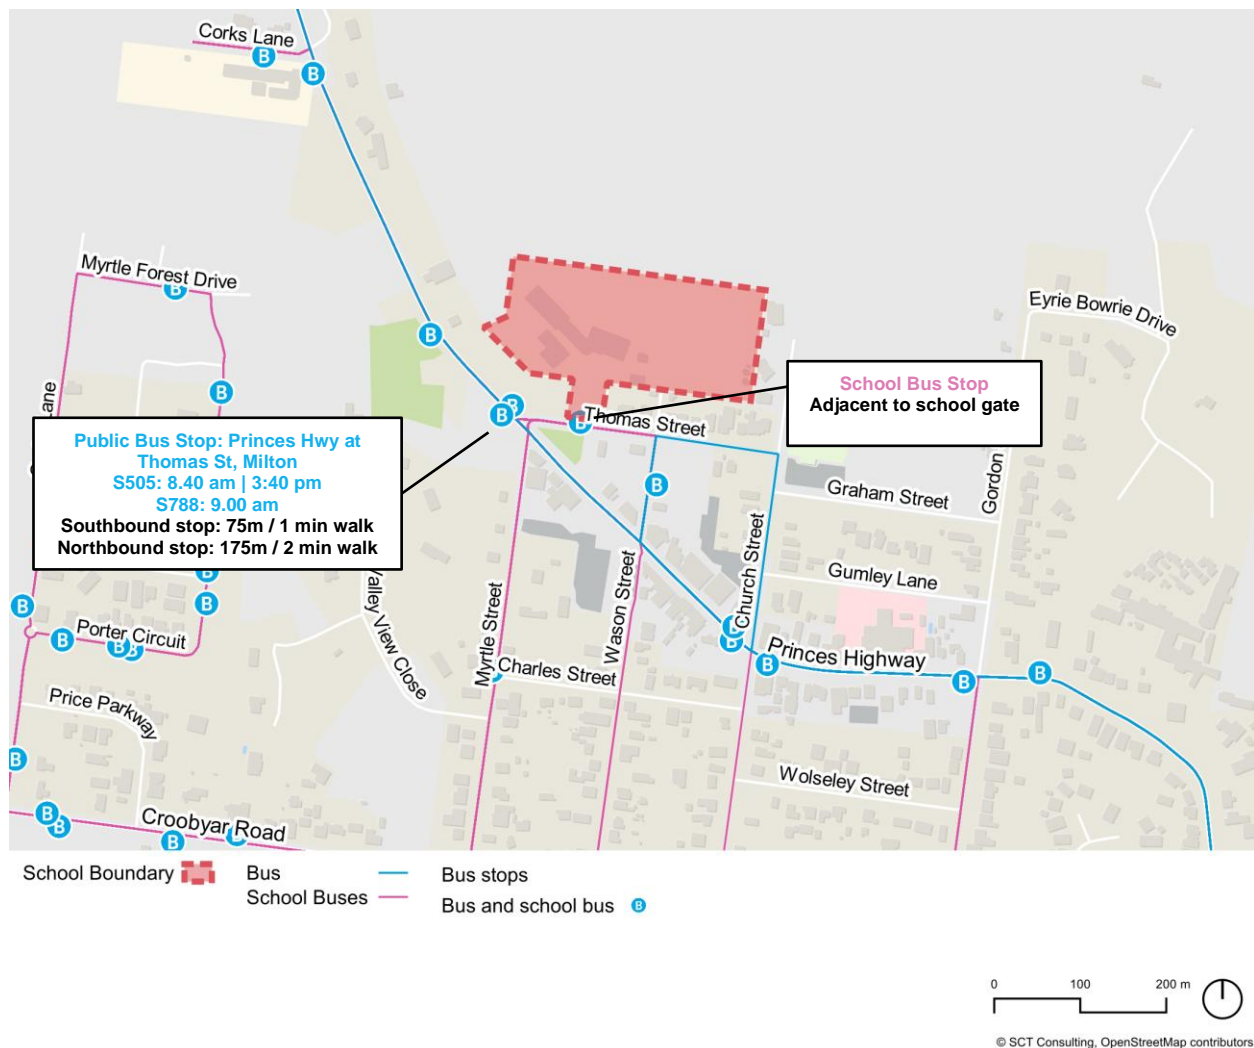 Corks Lane
B
B
Myrtle Forest Drive
B
Eyrie Bowrie Drive
B
B
Lane
B
B
Thomas Street
B
School Bus Stop
Adjacent to school gate
Public Bus Stop: Princes Hwy at
Thomas St, Milton
S505: 8.40 am | 3:40 pm
S788: 9.00 am
Southbound stop: 75m / 1 min walk
Northbound stop: 175m / 2 min walk
B
Graham Street
Gordon
Church Street
Gumley Lane
B
B
B
Valley View Close
Myrtle Street
Wason Street
Porter Circuit
B
B
B
B
B
Princes Highway
B
B
B
Charles Street
Price Parkway
B
Wolseley Street
B
B
Croobyar Road
B
B
School Boundary
Bus
School Buses
Bus stops
Bus and school bus
B
0 100 200 m
© SCT Consulting, OpenStreetMap contributors